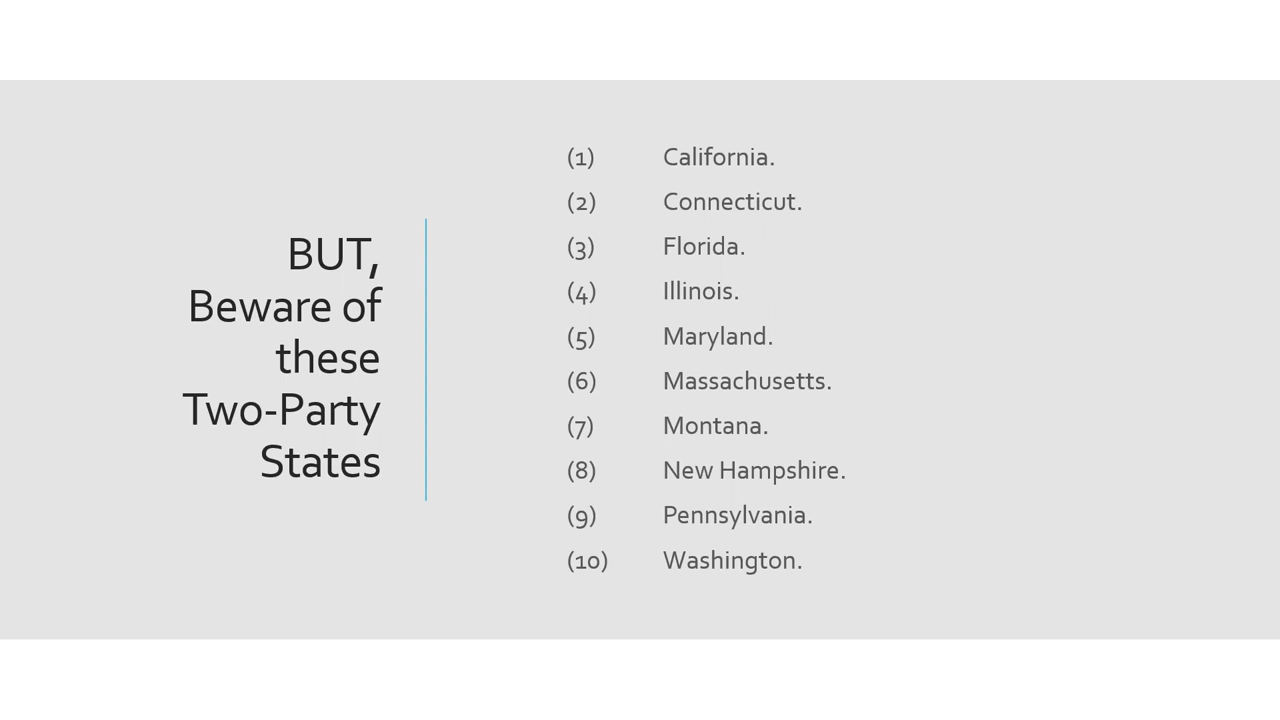 BUT,
Beware of
these
Two-Party
States
(1) California.
(2) Connecticut.
(3) Florida.
(4) Illinois.
(5) Maryland.
(6) Massachusetts.
(7) Montana.
(8) New Hampshire.
(9) Pennsylvania.
(10) Washington.